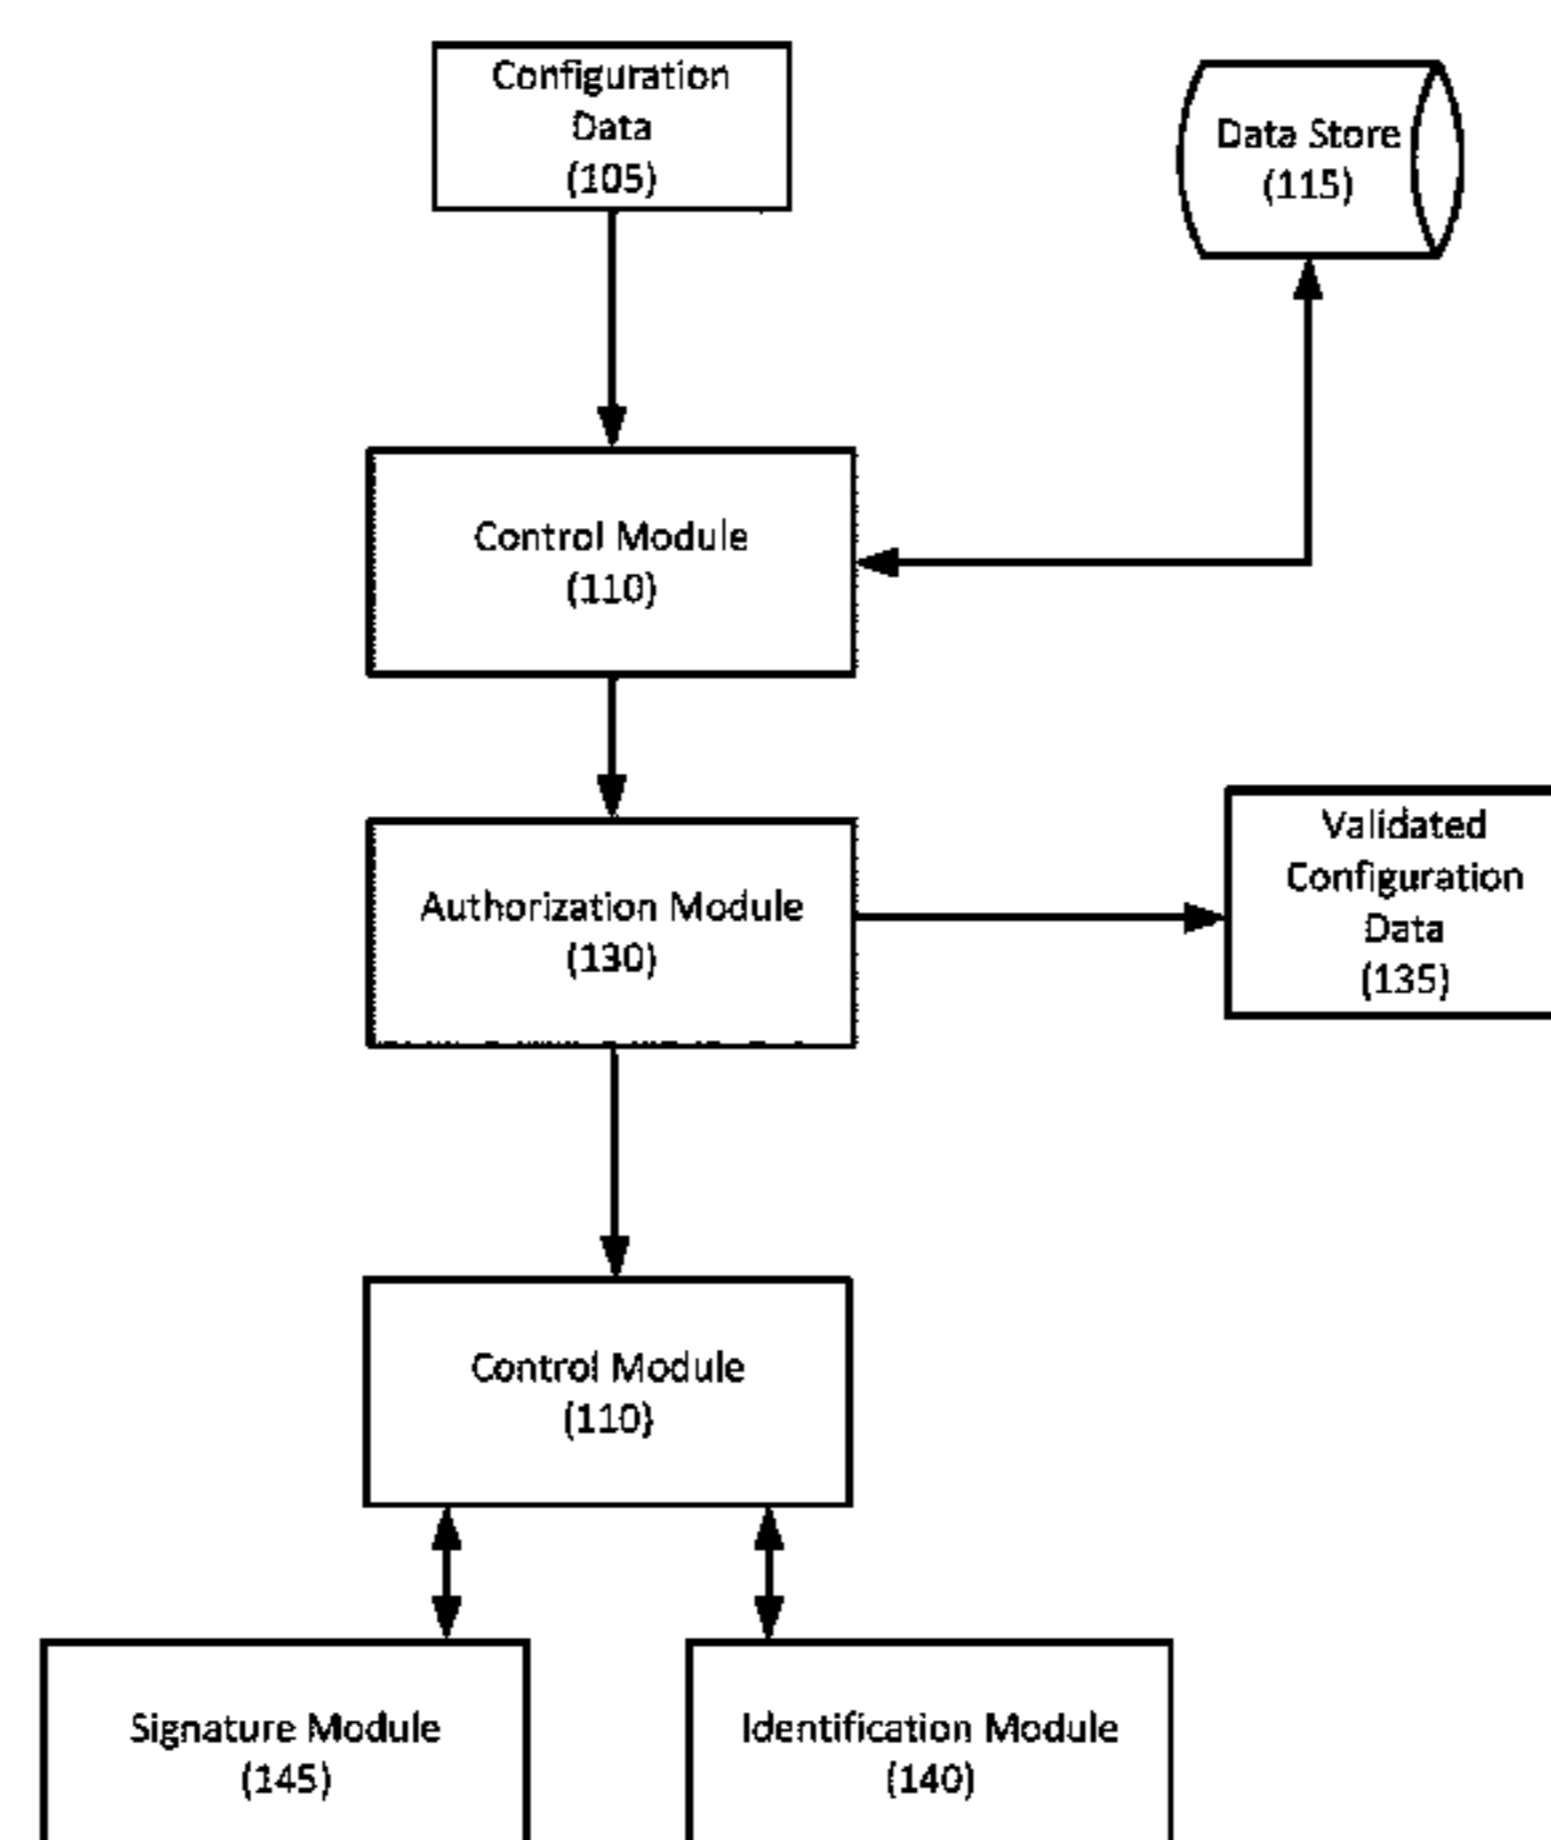 Configuration
Data
(105)
Data Store
(115)
Control Module
(110)
Authorization Module
(130)
Validated
Configuration
Data
(135)
Control Module
(110)
Signature Module
(145)
Identification Module
(140)